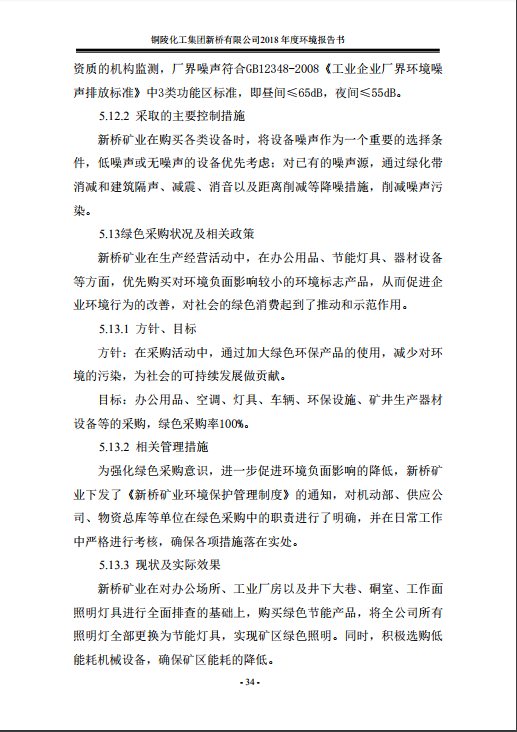 铜陵化工集团新桥有限公司2018 年度环境报告书
资质的机构监测，厂界噪声符合GB12348-2008《工业企业厂界环境噪
声排放标准》中3类功能区标准，即昼间≤65dB，夜间≤55dB。
5.12.2 采取的主要控制措施
新桥矿业在购买各类设备时，将设备噪声作为一个重要的选择条
件，低噪声或无噪声的设备优先考虑；对已有的噪声源，通过绿化带
消减和建筑隔声、减震、消音以及距离削减等降噪措施，削减噪声污
染。
5.13绿色采购状况及相关政策
新桥矿业在生产经营活动中，在办公用品、节能灯具、器材设备
等方面，优先购买对环境负面影响较小的环境标志产品，从而促进企
业环境行为的改善，对社会的绿色消费起到了推动和示范作用。
5.13.1 方针、目标
方针：在采购活动中，通过加大绿色环保产品的使用，减少对环
境的污染，为社会的可持续发展做贡献。
目标：办公用品、空调、灯具、车辆、环保设施、矿井生产器材
设备等的采购，绿色采购率100%。
5.13.2 相关管理措施
为强化绿色采购意识，进一步促进环境负面影响的降低，新桥矿
业下发了《新桥矿业环境保护管理制度》的通知，对机动部、供应公
司、物资总库等单位在绿色采购中的职责进行了明确，并在日常工作
中严格进行考核，确保各项措施落在实处。
5.13.3 现状及实际效果
新桥矿业在对办公场所、工业厂房以及井下大巷、硐室、工作面
照明灯具进行全面排查的基础上，购买绿色节能产品，将全公司所有
照明灯全部更换为节能灯具，实现矿区绿色照明。同时，积极选购低
能耗机械设备，确保矿区能耗的降低。
- 34 -